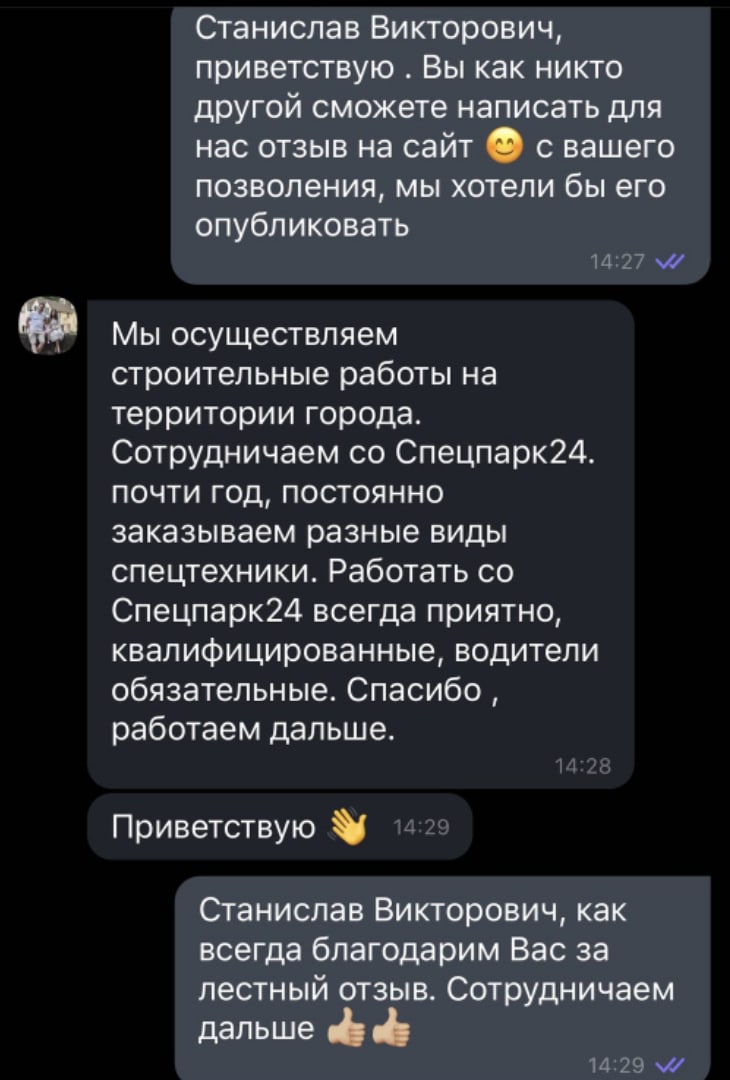 Станислав Викторович,
приветствую . Вы как никто
другой сможете написать для
нас отзыв на сайт 😊 с вашего
позволения, мы хотели бы его
опубликовать
14:27
Мы осуществляем
строительные работы на
территории города.
Сотрудничаем со Спецпарк24.
почти год, постоянно
заказываем разные виды
спецтехники. Работать со
Спецпарк24 всегда приятно,
квалифицированные, водители
обязательные. Спасибо ,
работаем дальше.
14:28
Приветствую 👋 14:29
Станислав Викторович, как
всегда благодарим Вас за
лестный отзыв. Сотрудничаем
дальше 👍🏼👍🏼
14:29